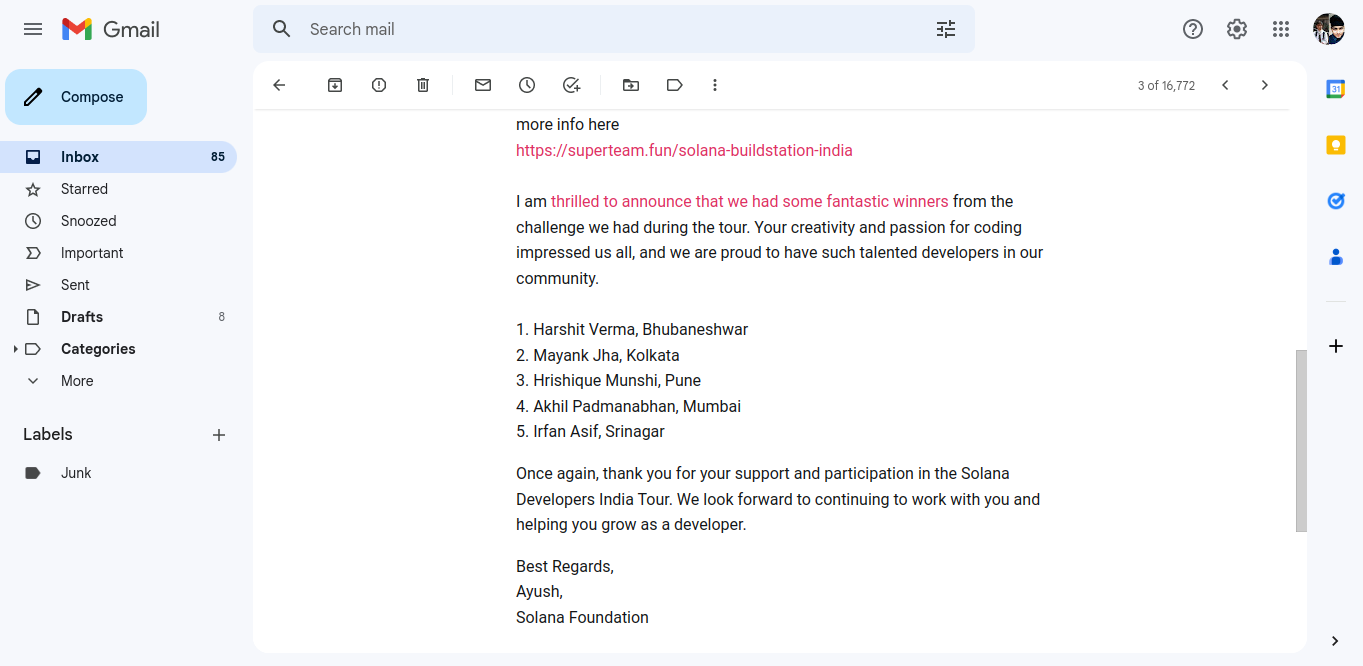 Gmail
Search mail
Compose
3 of 16,772
Inbox 85
Starred
Snoozed
Important
Sent
Drafts 8
Categories
More
Labels
Junk
more info here
https://superteam.fun/solana-buildstation-india
I am thrilled to announce that we had some fantastic winners from the
challenge we had during the tour. Your creativity and passion for coding
impressed us all, and we are proud to have such talented developers in our
community.
1. Harshit Verma, Bhubaneshwar
2. Mayank Jha, Kolkata
3. Hrishique Munshi, Pune
4. Akhil Padmanabhan, Mumbai
5. Irfan Asif, Srinagar
Once again, thank you for your support and participation in the Solana
Developers India Tour. We look forward to continuing to work with you and
helping you grow as a developer.
Best Regards,
Ayush,
Solana Foundation
31